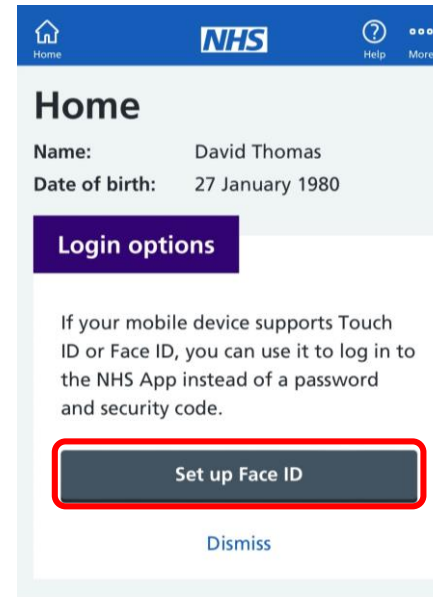 NHS
Home
Help
More
Home
Name: David Thomas
Date of birth: 27 January 1980
Login options
If your mobile device supports Touch
ID or Face ID, you can use it to log in to
the NHS App instead of a password
and security code.
Set up Face ID
Dismiss